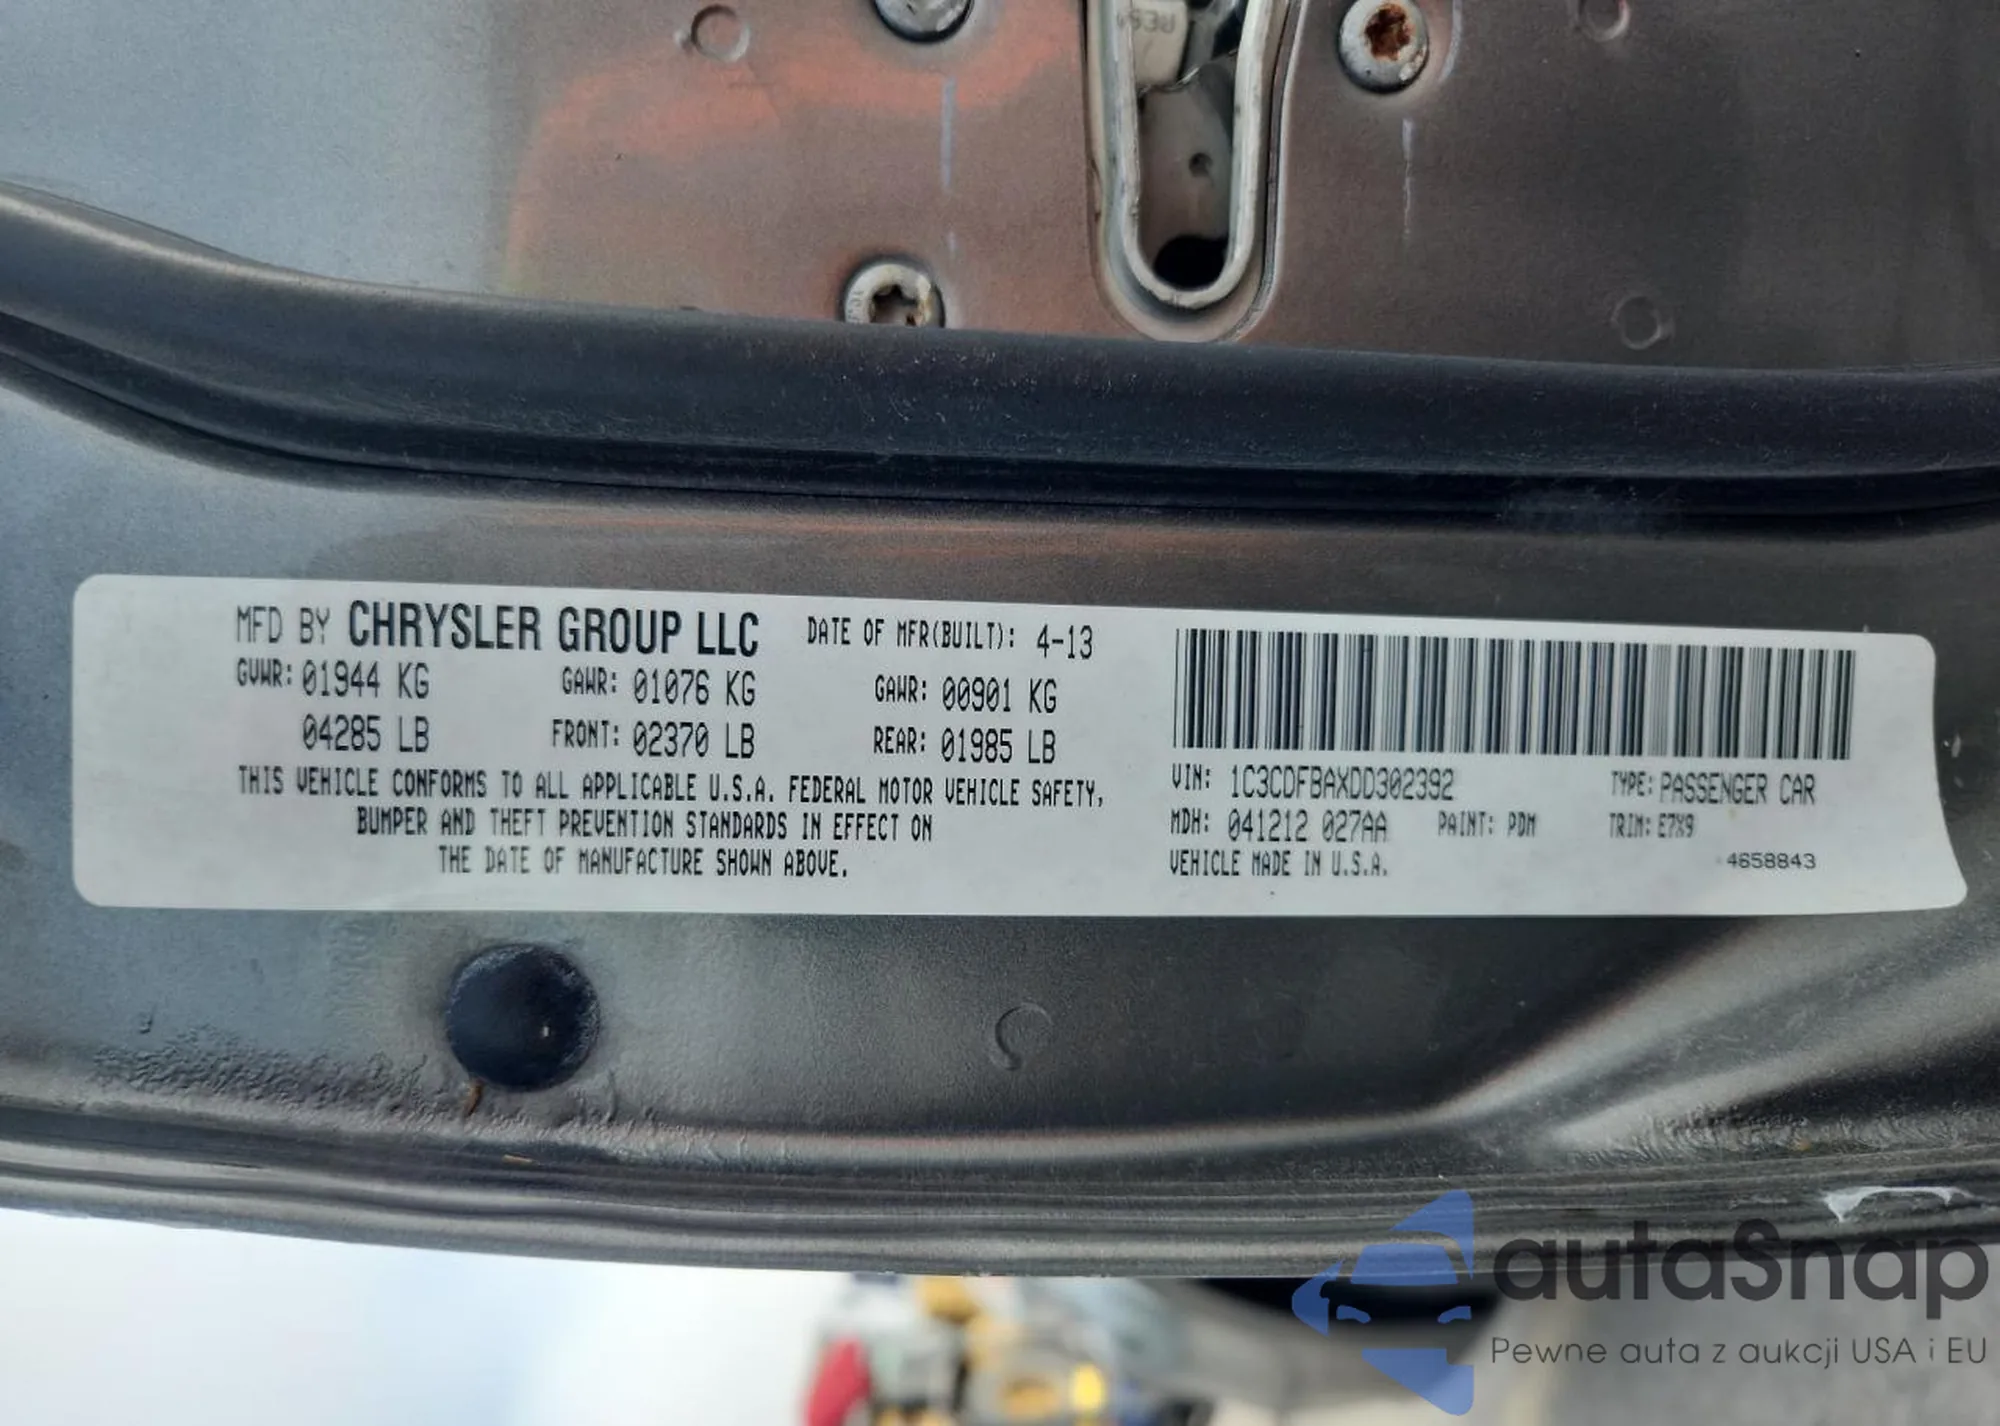 MFD BY CHRYSLER GROUP LLC DATE OF MFR(BUILT): 4-13
GVWR: 01944 KG GAWR: 01076 KG GAWR: 00901 KG
04285 LB FRONT: 02370 LB REAR: 01985 LB
THIS VEHICLE CONFORMS TO ALL APPLICABLE U.S.A. FEDERAL MOTOR VEHICLE SAFETY,
BUMPER AND THEFT PREVENTION STANDARDS IN EFFECT ON
THE DATE OF MANUFACTURE SHOWN ABOVE.
VIN: 1C3CDFBAXDD302392 TYPE: PASSENGER CAR
MDH: 041212 027AA PAINT: PDM TRIM: E7X9
VEHICLE MADE IN U.S.A. 4658843
autaSnap
Pewne auta z aukcji USA i EU